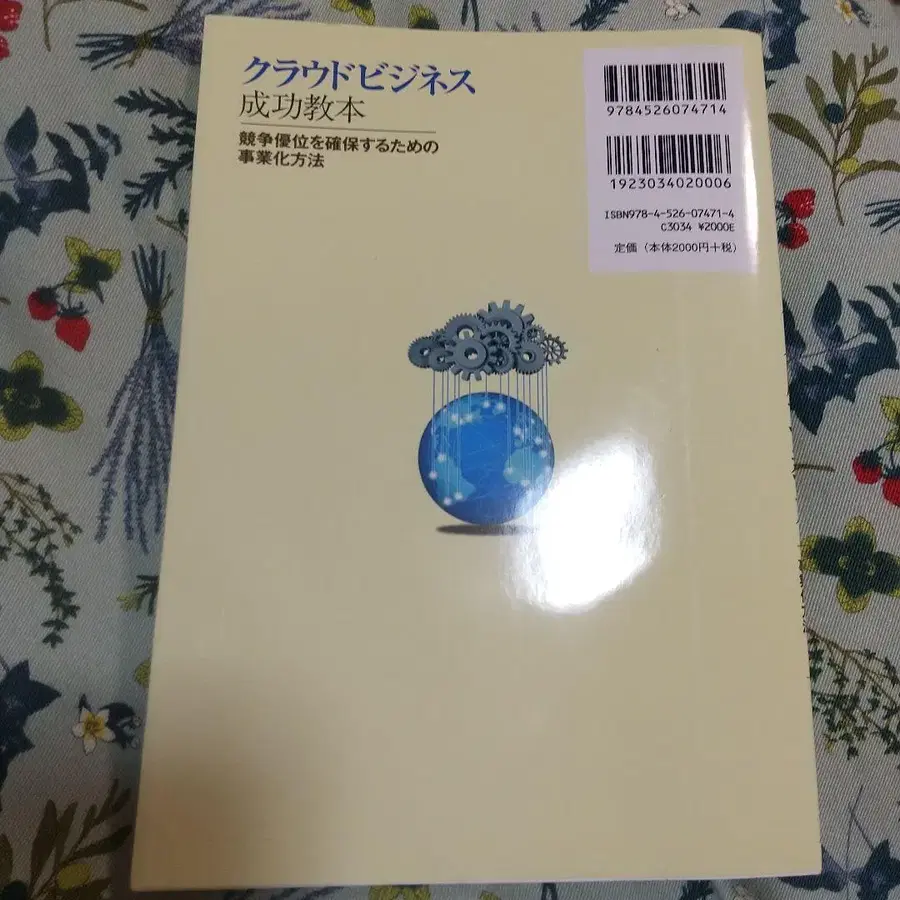 クラウドビジネス
成功教本
競争優位を確保するための
事業化方法
9784526074714
1923034020006
ISBN978-4-526-07471-4
C3034 ¥2000E
定価（本体2000円+税）